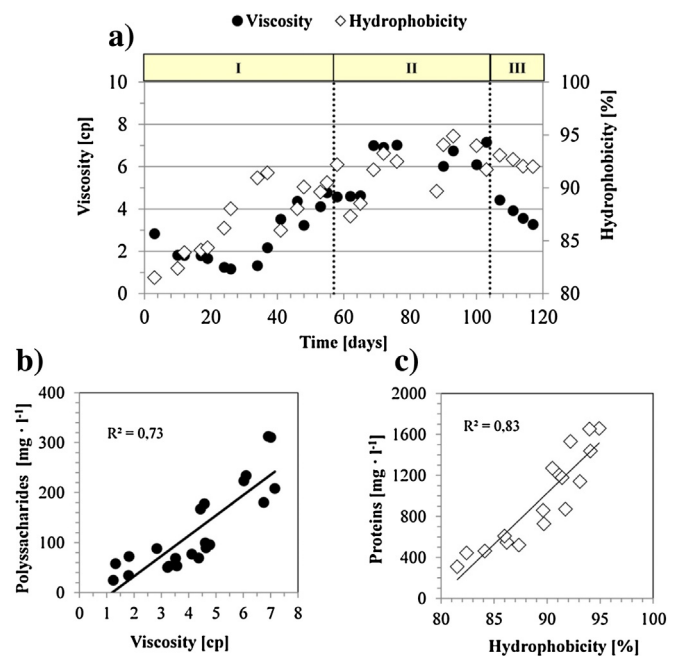 Viscosity Hydrophobicity
a)
I II III
10 100
8 95
6 90
4
2 85
0 80
Viscosity [cp]
Hydrophobicity [%]
0 20 40 60 80 100 120
Time [days]
b)
400
300
200
100
0
Polyssacharides [mg · l-1]
R² = 0,73
0 1 2 3 4 5 6 7 8
Viscosity [cp]
c)
2000
1600
1200
800
400
0
Proteins [mg · l-1]
R² = 0,83
80 85 90 95 100
Hydrophobicity [%]